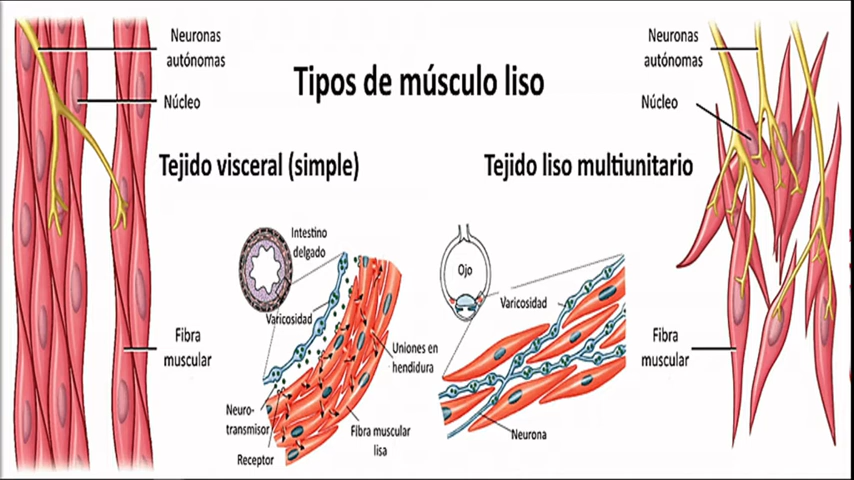 Tipos de músculo liso
Neuronas
autónomas
Núcleo
Tejido visceral (simple)
Fibra
muscular
Intestino
delgado
Varicosidad
Uniones en
hendidura
Neuro-
transmisor
Receptor
Fibra muscular
lisa
Neuronas
autónomas
Núcleo
Tejido liso multiunitario
Ojo
Varicosidad
Neurona
Fibra
muscular